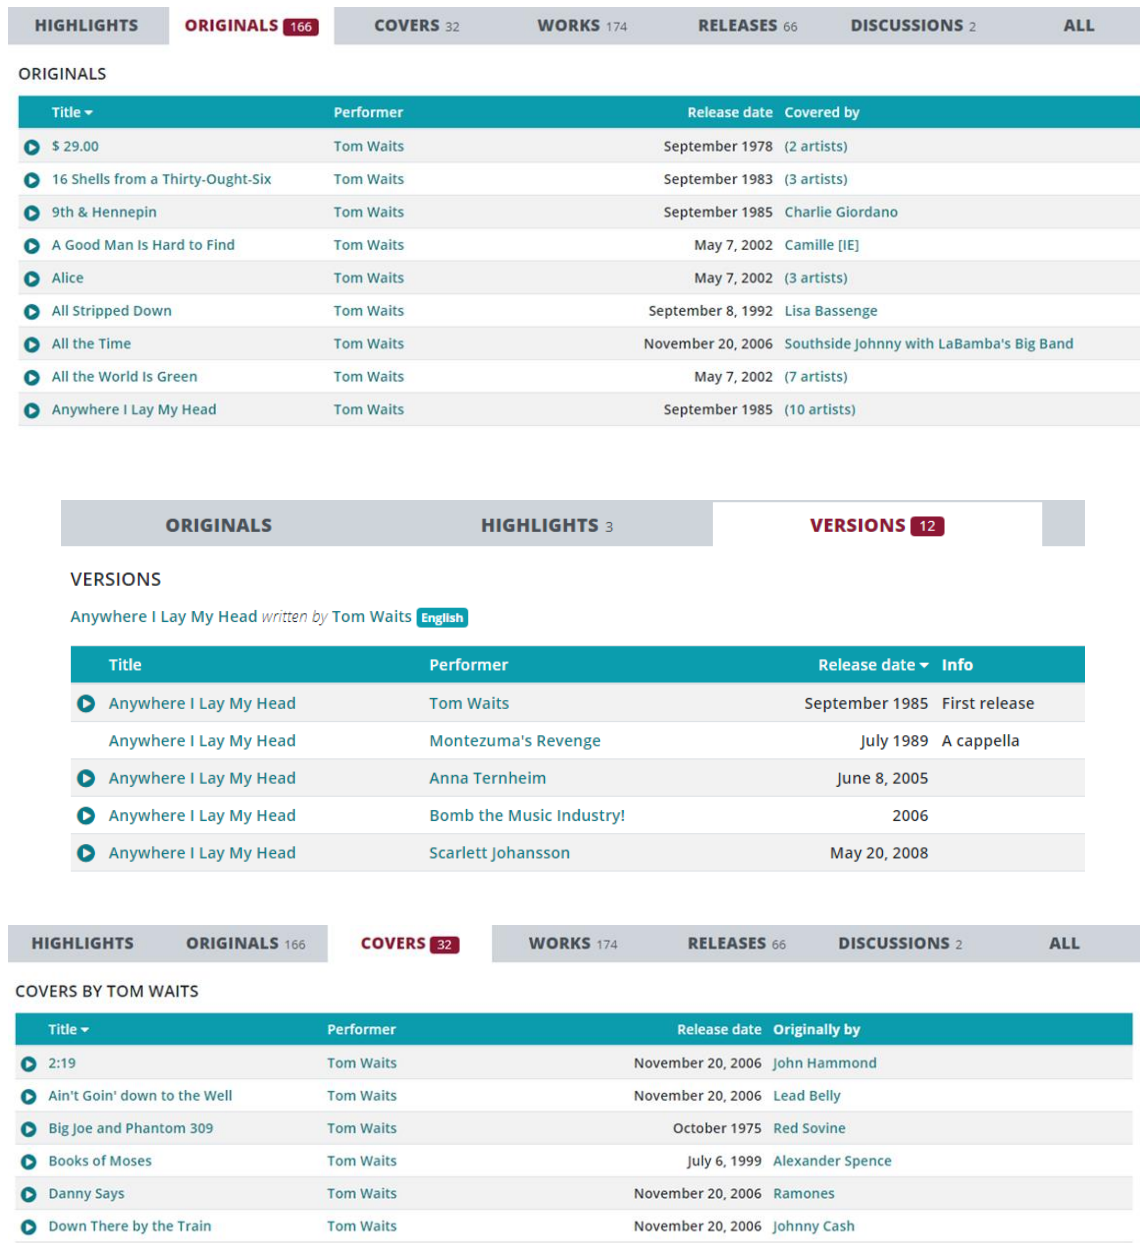 HIGHLIGHTS ORIGINALS 166 COVERS 32 WORKS 174 RELEASES 66 DISCUSSIONS 2 ALL
ORIGINALS
Title Performer Release date Covered by
$ 29.00 Tom Waits September 1978 (2 artists)
16 Shells from a Thirty-Ought-Six Tom Waits September 1983 (3 artists)
9th & Hennepin Tom Waits September 1985 Charlie Giordano
A Good Man Is Hard to Find Tom Waits May 7, 2002 Camille [IE]
Alice Tom Waits May 7, 2002 (3 artists)
All Stripped Down Tom Waits September 8, 1992 Lisa Bassenge
All the Time Tom Waits November 20, 2006 Southside Johnny with LaBamba's Big Band
All the World Is Green Tom Waits May 7, 2002 (7 artists)
Anywhere I Lay My Head Tom Waits September 1985 (10 artists)
ORIGINALS HIGHLIGHTS 3 VERSIONS 12
VERSIONS
Anywhere I Lay My Head written by Tom Waits English
Title Performer Release date Info
Anywhere I Lay My Head Tom Waits September 1985 First release
Anywhere I Lay My Head Montezuma's Revenge July 1989 A cappella
Anywhere I Lay My Head Anna Ternheim June 8, 2005
Anywhere I Lay My Head Bomb the Music Industry! 2006
Anywhere I Lay My Head Scarlett Johansson May 20, 2008
HIGHLIGHTS ORIGINALS 166 COVERS 32 WORKS 174 RELEASES 66 DISCUSSIONS 2 ALL
COVERS BY TOM WAITS
Title Performer Release date Originally by
2:19 Tom Waits November 20, 2006 John Hammond
Ain't Goin' down to the Well Tom Waits November 20, 2006 Lead Belly
Big Joe and Phantom 309 Tom Waits October 1975 Red Sovine
Books of Moses Tom Waits July 6, 1999 Alexander Spence
Danny Says Tom Waits November 20, 2006 Ramones
Down There by the Train Tom Waits November 20, 2006 Johnny Cash